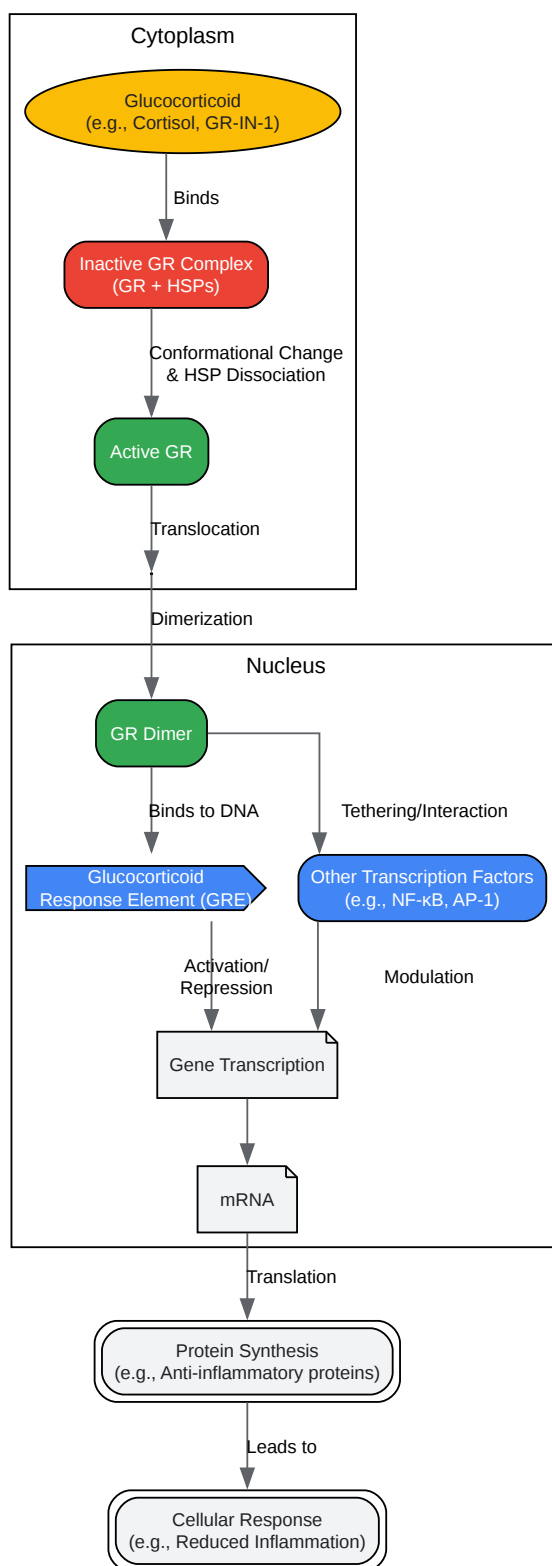 Cytoplasm
Glucocorticoid
(e.g., Cortisol, GR-IN-1)
Binds
Inactive GR Complex
(GR + HSPs)
Conformational Change
& HSP Dissociation
Active GR
Translocation
Dimerization
Nucleus
GR Dimer
Binds to DNA
Tethering/Interaction
Glucocorticoid
Response Element (GRE)
Other Transcription Factors
(e.g., NF-κB, AP-1)
Activation/
Repression
Modulation
Gene Transcription
mRNA
Translation
Protein Synthesis
(e.g., Anti-inflammatory proteins)
Leads to
Cellular Response
(e.g., Reduced Inflammation)